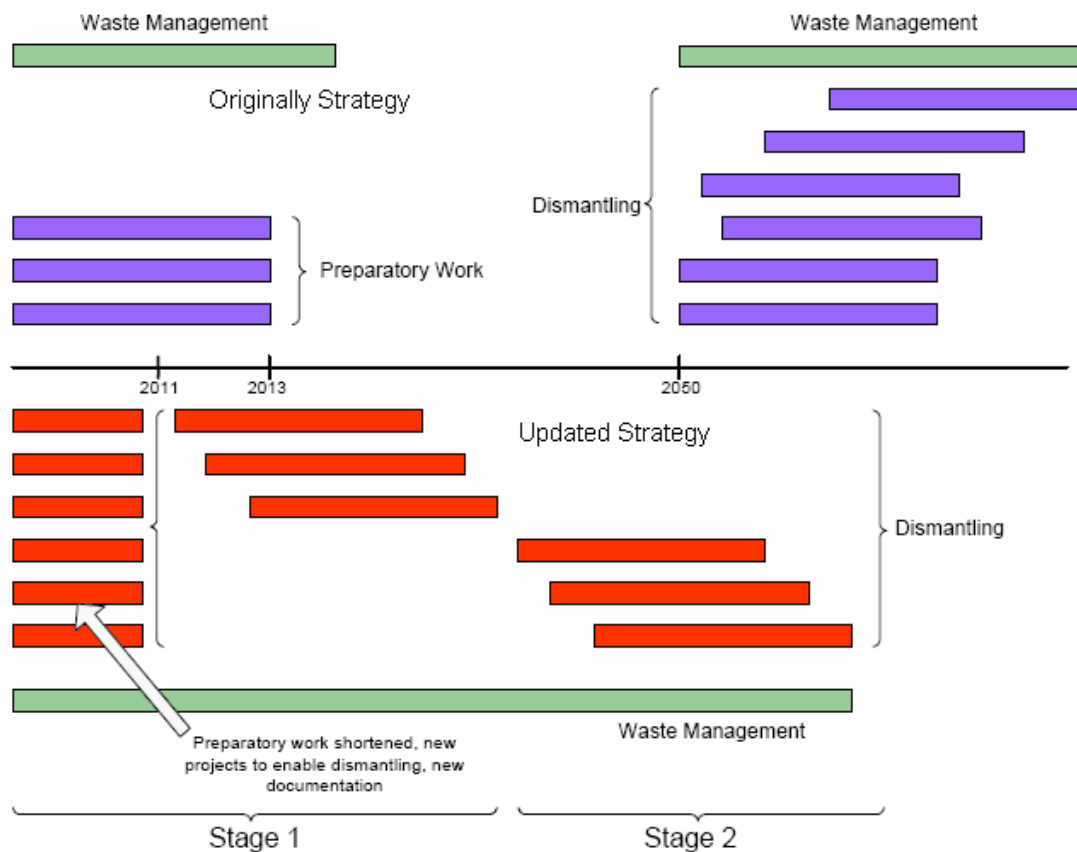 Waste Management
Waste Management
Originally Strategy
Dismantling
Preparatory Work
2011
2013
2050
Updated Strategy
Dismantling
Waste Management
Preparatory work shortened, new
projects to enable dismantling, new
documentation
Stage 1
Stage 2